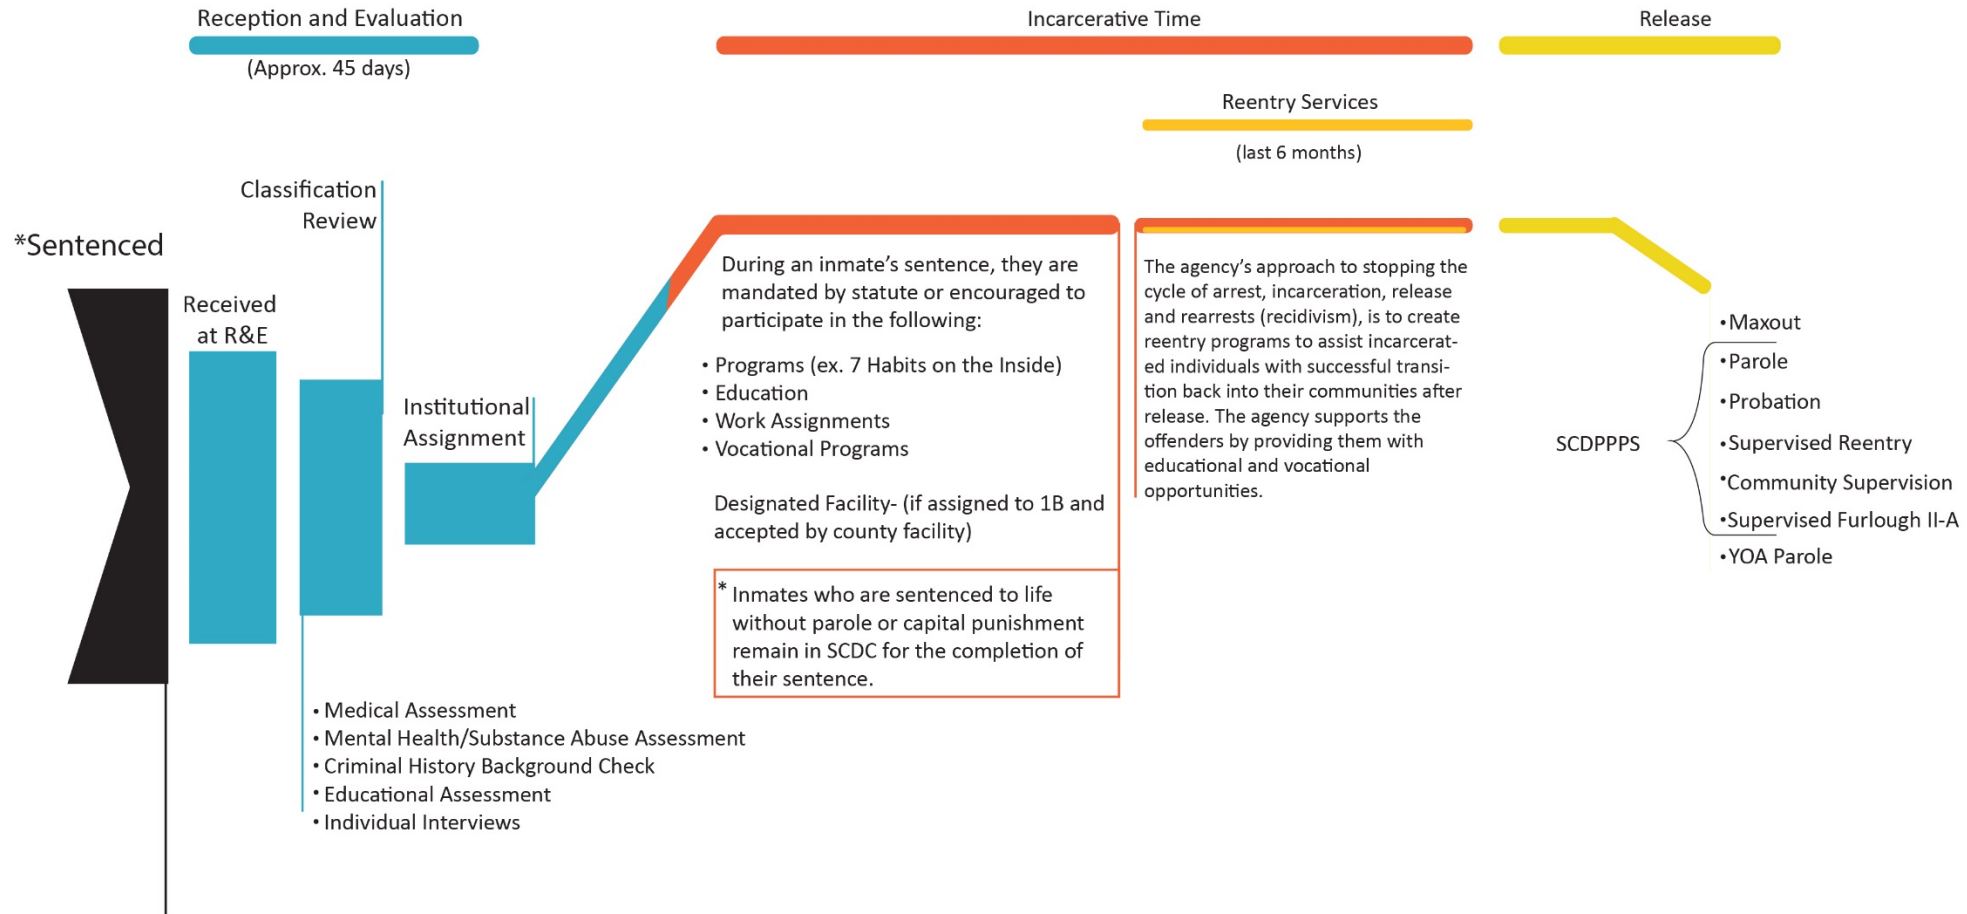 Reception and Evaluation
(Approx. 45 days)
Incarcerative Time
Release
Reentry Services
(last 6 months)
*Sentenced
Received
at R&E
Classification
Review
Institutional
Assignment
• Medical Assessment
• Mental Health/Substance Abuse Assessment
• Criminal History Background Check
• Educational Assessment
• Individual Interviews
During an inmate's sentence, they are
mandated by statute or encouraged to
participate in the following:
• Programs (ex. 7 Habits on the Inside)
• Education
• Work Assignments
• Vocational Programs
Designated Facility- (if assigned to 1B and
accepted by county facility)
* Inmates who are sentenced to life
without parole or capital punishment
remain in SCDC for the completion of
their sentence.
The agency's approach to stopping the
cycle of arrest, incarceration, release
and rearrests (recidivism), is to create
reentry programs to assist incarcerat-
ed individuals with successful transi-
tion back into their communities after
release. The agency supports the
offenders by providing them with
educational and vocational
opportunities.
SCDPPPS
•Maxout
•Parole
•Probation
•Supervised Reentry
•Community Supervision
•Supervised Furlough II-A
•YOA Parole